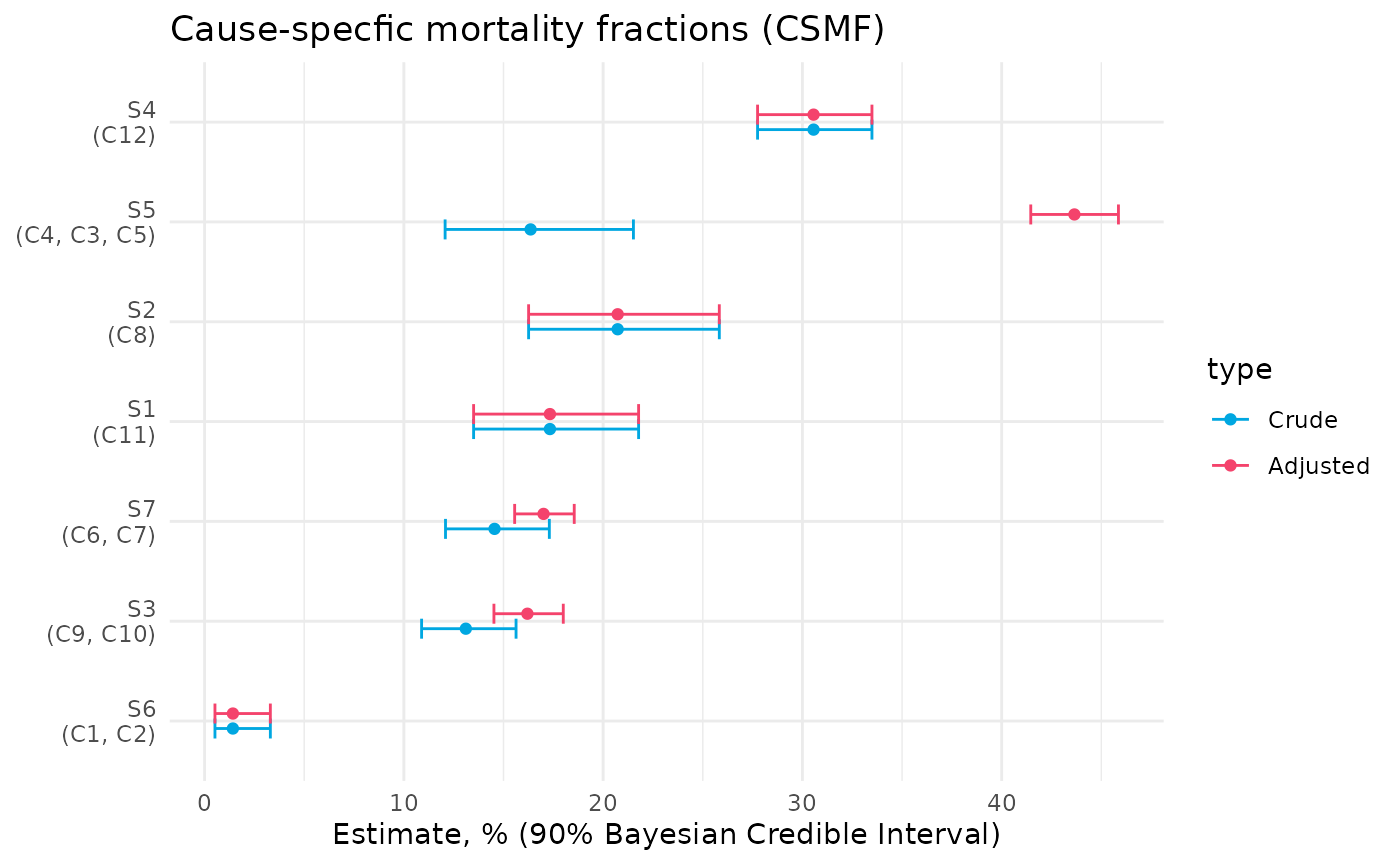 Cause-specfic mortality fractions (CSMF)
S4
(C12)
S5
(C4, C3, C5)
S2
(C8)
S1
(C11)
S7
(C6, C7)
S3
(C9, C10)
S6
(C1, C2)
0 10 20 30 40
Estimate, % (90% Bayesian Credible Interval)
type
Crude
Adjusted